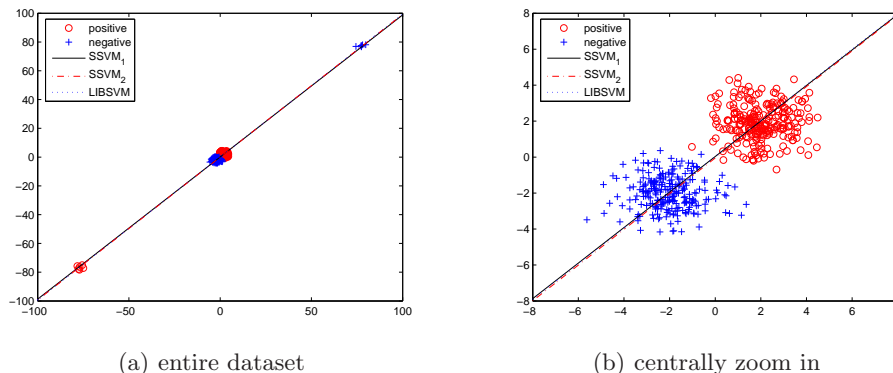 100
80
60
40
20
0
−20
−40
−60
−80
−100
−100
−50
0
50
100
positive
negative
SSVM1
SSVM2
LIBSVM
(a) entire dataset
8
6
4
2
0
−2
−4
−6
−8
−8
−6
−4
−2
0
2
4
6
positive
negative
SSVM1
SSVM2
LIBSVM
(b) centrally zoom in